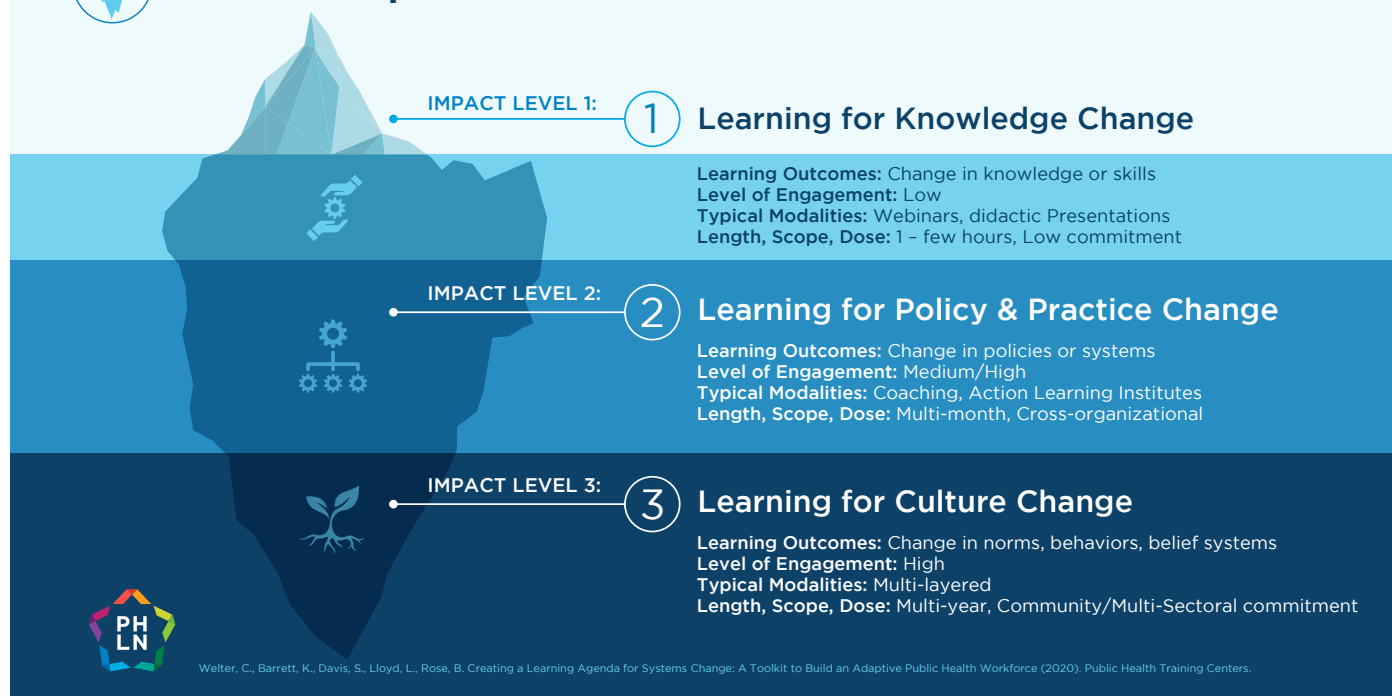 IMPACT LEVEL 1:
1
Learning for Knowledge Change
Learning Outcomes: Change in knowledge or skills
Level of Engagement: Low
Typical Modalities: Webinars, didactic Presentations
Length, Scope, Dose: 1 – few hours, Low commitment
IMPACT LEVEL 2:
2
Learning for Policy & Practice Change
Learning Outcomes: Change in policies or systems
Level of Engagement: Medium/High
Typical Modalities: Coaching, Action Learning Institutes
Length, Scope, Dose: Multi-month, Cross-organizational
IMPACT LEVEL 3:
3
Learning for Culture Change
Learning Outcomes: Change in norms, behaviors, belief systems
Level of Engagement: High
Typical Modalities: Multi-layered
Length, Scope, Dose: Multi-year, Community/Multi-Sectoral commitment
PH
LN
Welter, C., Barrett, K., Davis, S., Lloyd, L., Rose, B. Creating a Learning Agenda for Systems Change: A Toolkit to Build an Adaptive Public Health Workforce (2020). Public Health Training Centers.